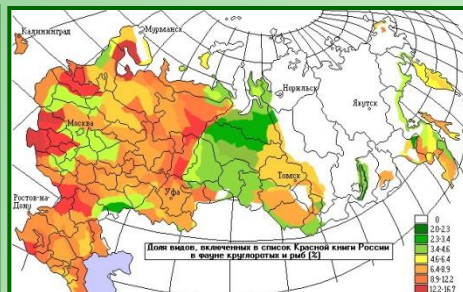 Калининград
Мурманск
Норильск
Якутск
Москва
Томск
Уфа
Ростов-на-
Дону
Доля видов, включенных в список Красной книги России
в фауне круглоротых и рыб (%)
0
2.0-2.3
2.3-3.4
3.4-4.6
4.6-6.4
6.4-8.9
8.9-12.2
12.2-16.7